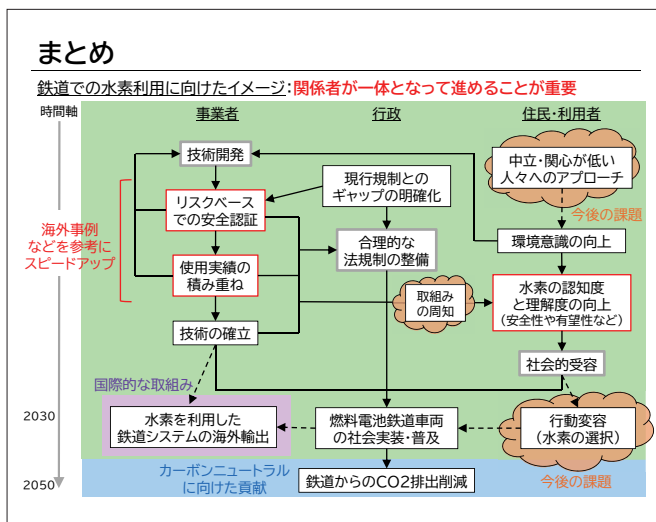 まとめ
鉄道での水素利用に向けたイメージ:関係者が一体となって進めることが重要
時間軸
事業者
行政
住民・利用者
技術開発
中立・関心が低い
人々へのアプローチ
現行規制との
ギャップの明確化
リスクベース
での安全認証
今後の課題
海外事例
などを参考に
スピードアップ
合理的な
法規制の整備
環境意識の向上
使用実績の
積み重ね
取組み
の周知
水素の認知度
と理解度の向上
(安全性や有望性など)
技術の確立
社会的受容
国際的な取組み
2030
水素を利用した
鉄道システムの海外輸出
燃料電池鉄道車両
の社会実装・普及
行動変容
(水素の選択)
カーボンニュートラル
に向けた貢献
鉄道からのCO2排出削減
今後の課題
2050